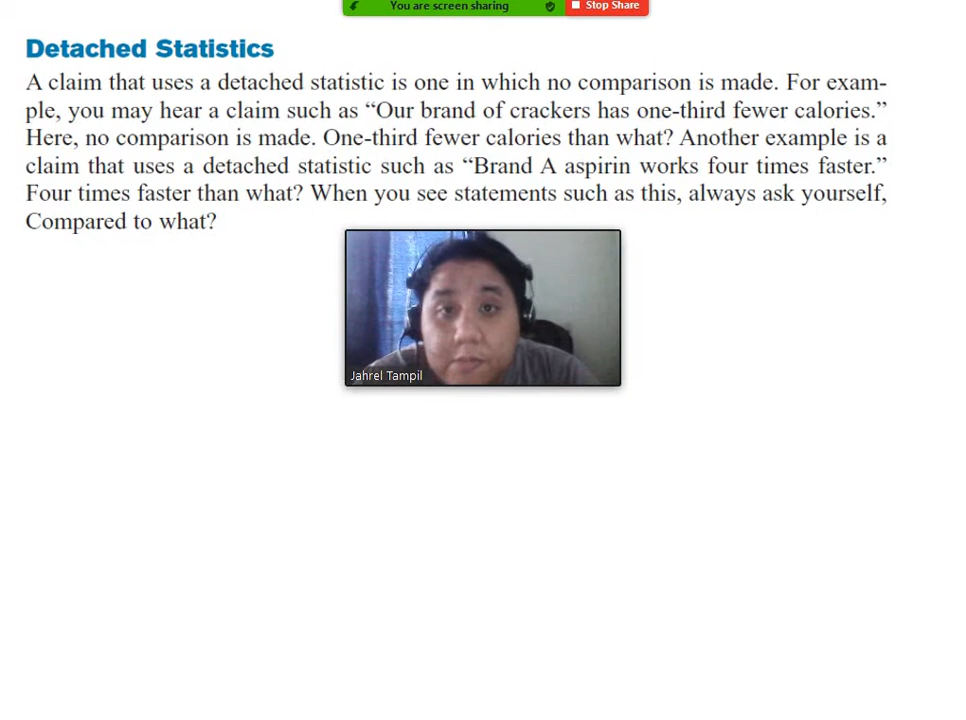 You are screen sharing
Stop Share
Detached Statistics
A claim that uses a detached statistic is one in which no comparison is made. For exam-
ple, you may hear a claim such as “Our brand of crackers has one-third fewer calories.”
Here, no comparison is made. One-third fewer calories than what? Another example is a
claim that uses a detached statistic such as “Brand A aspirin works four times faster.”
Four times faster than what? When you see statements such as this, always ask yourself,
Compared to what?
Jahrel Tampil